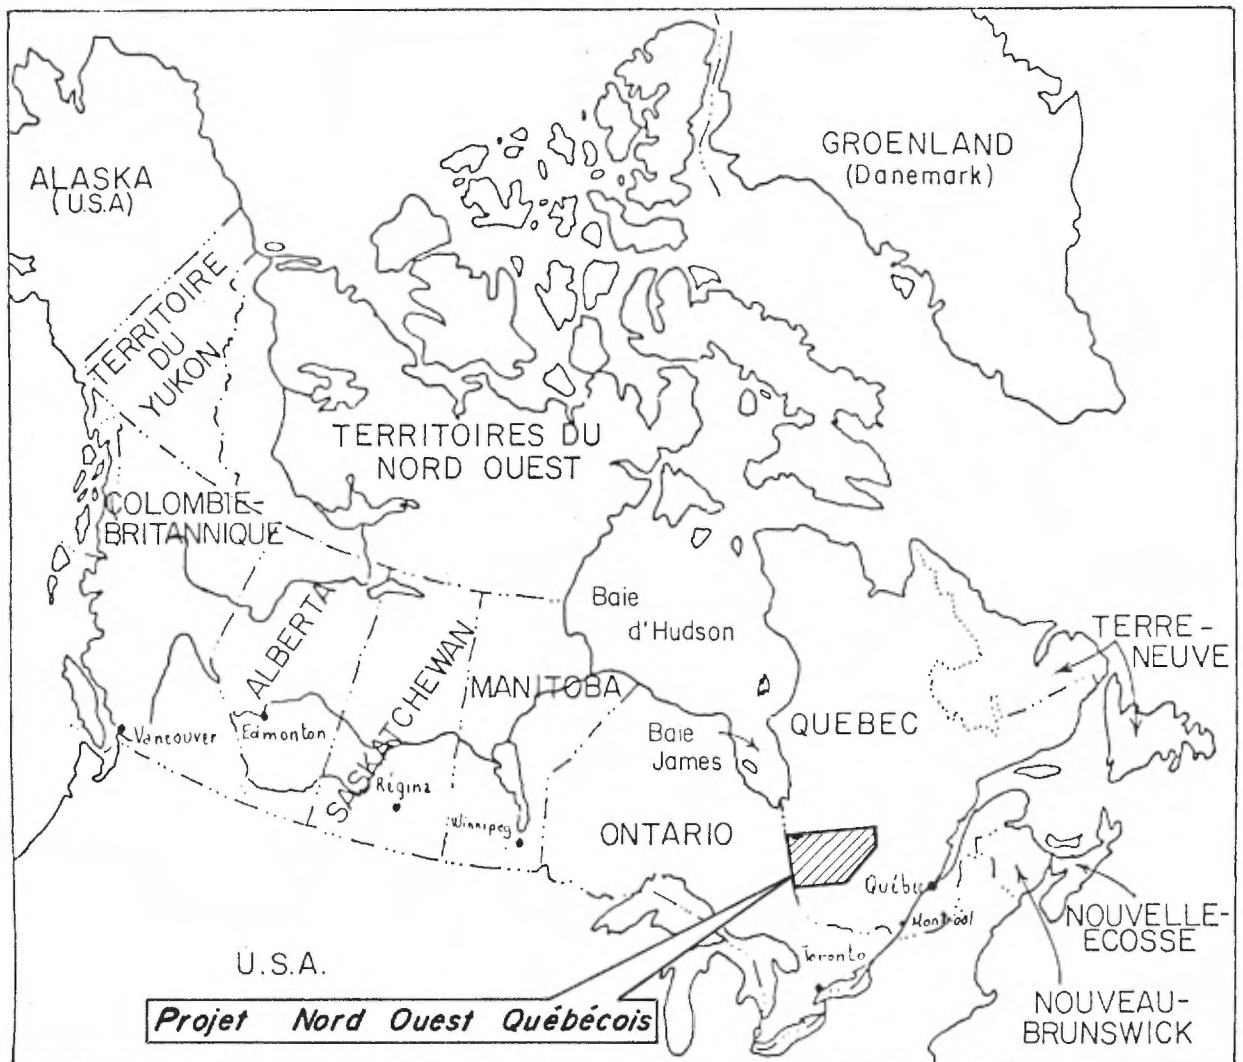 GROENLAND
(Danemark)
ALASKA
(U.S.A)
TERRITOIRE
DU
YUKON
TERRITOIRES DU
NORD OUEST
COLOMBIE-
BRITANNIQUE
ALBERTA
SASKATCHEWAN
MANITOBA
Baie
d'Hudson
TERRE-
NEUVE
QUEBEC
Baie
James
Vancouver
Edmonton
Régina
Winnipeg
ONTARIO
Québec
Montréal
Toronto
NOUVELLE-
ECOSSE
NOUVEAU-
BRUNSWICK
U.S.A.
Projet Nord Ouest Québécois